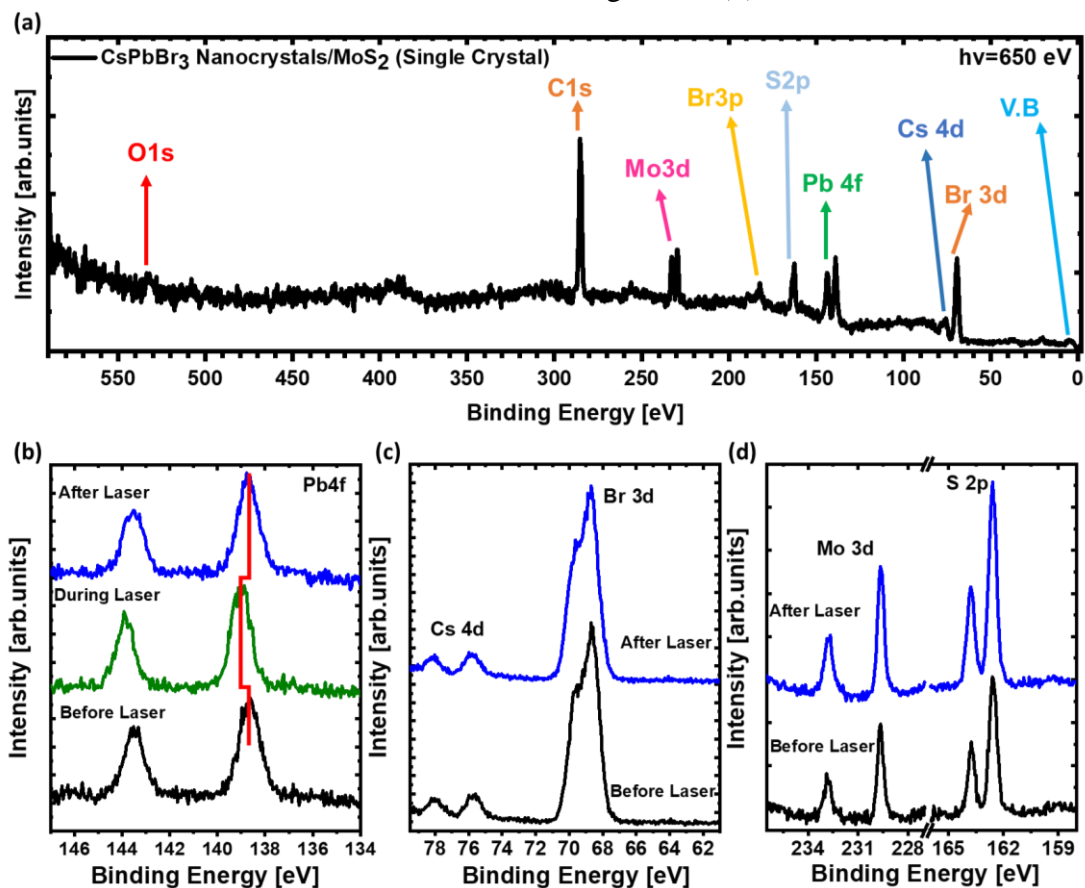 (a)
CsPbBr₃ Nanocrystals/MoS₂ (Single Crystal)
hv=650 eV
O1s
C1s
Mo3d
Br3p
S2p
Pb 4f
Cs 4d
Br 3d
V.B
Intensity [arb.units]
550 500 450 400 350 300 250 200 150 100 50 0
Binding Energy [eV]
(b)
Pb4f
After Laser
During Laser
Before Laser
Intensity [arb.units]
146 144 142 140 138 136 134
Binding Energy [eV]
(c)
Br 3d
Cs 4d
After Laser
Before Laser
Intensity [arb.units]
78 76 74 72 70 68 66 64 62
Binding Energy [eV]
(d)
S 2p
Mo 3d
After Laser
Before Laser
Intensity [arb.units]
234 231 228 165 162 159
Binding Energy [eV]